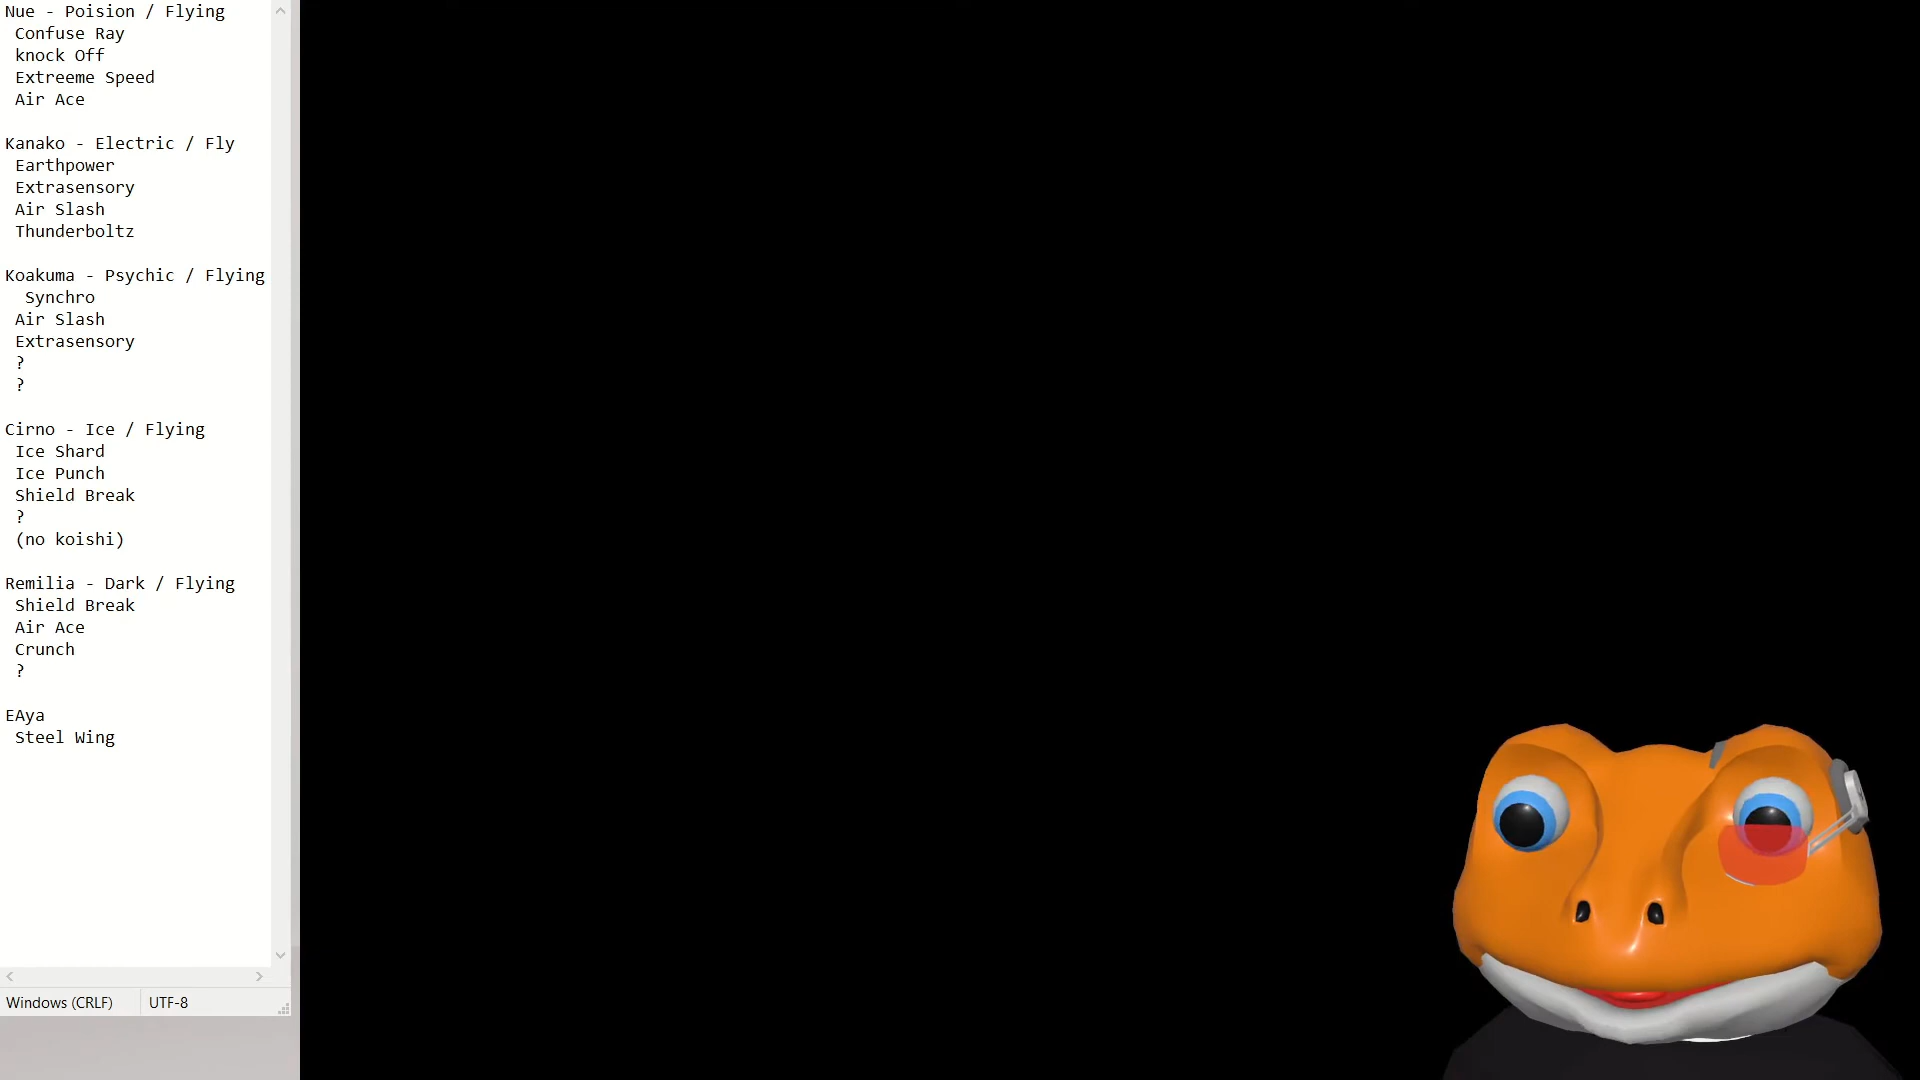 Nue - Poision / Flying
Confuse Ray
knock Off
Extreeme Speed
Air Ace
Kanako - Electric / Fly
Earthpower
Extrasensory
Air Slash
Thunderboltz
Koakuma - Psychic / Flying
Synchro
Air Slash
Extrasensory
?
?
Cirno - Ice / Flying
Ice Shard
Ice Punch
Shield Break
?
(no koishi)
Remilia - Dark / Flying
Shield Break
Air Ace
Crunch
?
EAya
Steel Wing
Windows (CRLF) UTF-8